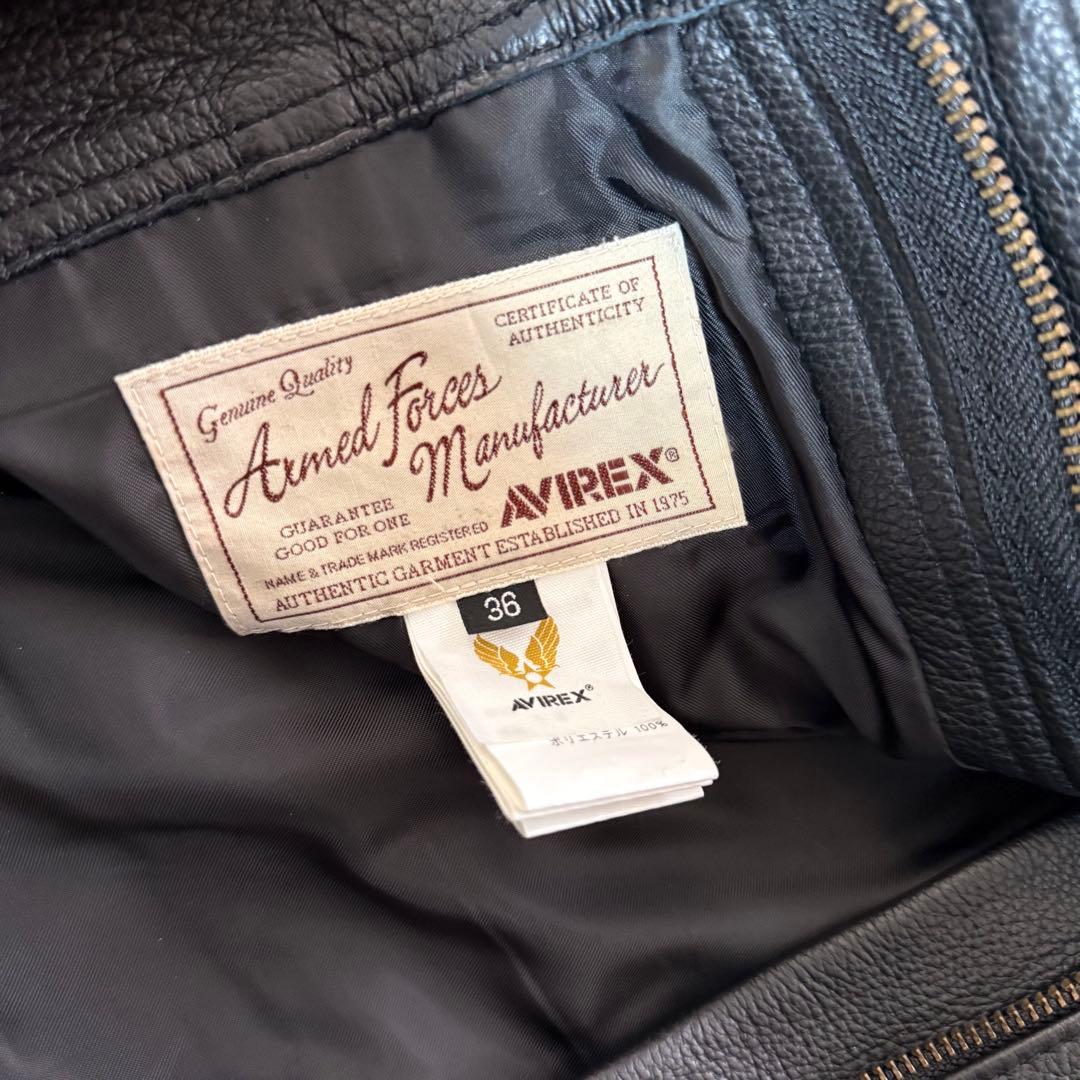 CERTIFICATE OF
AUTHENTICITY
Genuine Quality
Armed Forces
Manufacturer
GUARANTEE
GOOD FOR ONE
AVIREX®
NAME & TRADE MARK REGISTERED
AUTHENTIC GARMENT ESTABLISHED IN 1975
36
AVIREX®
ポリエステル 100%